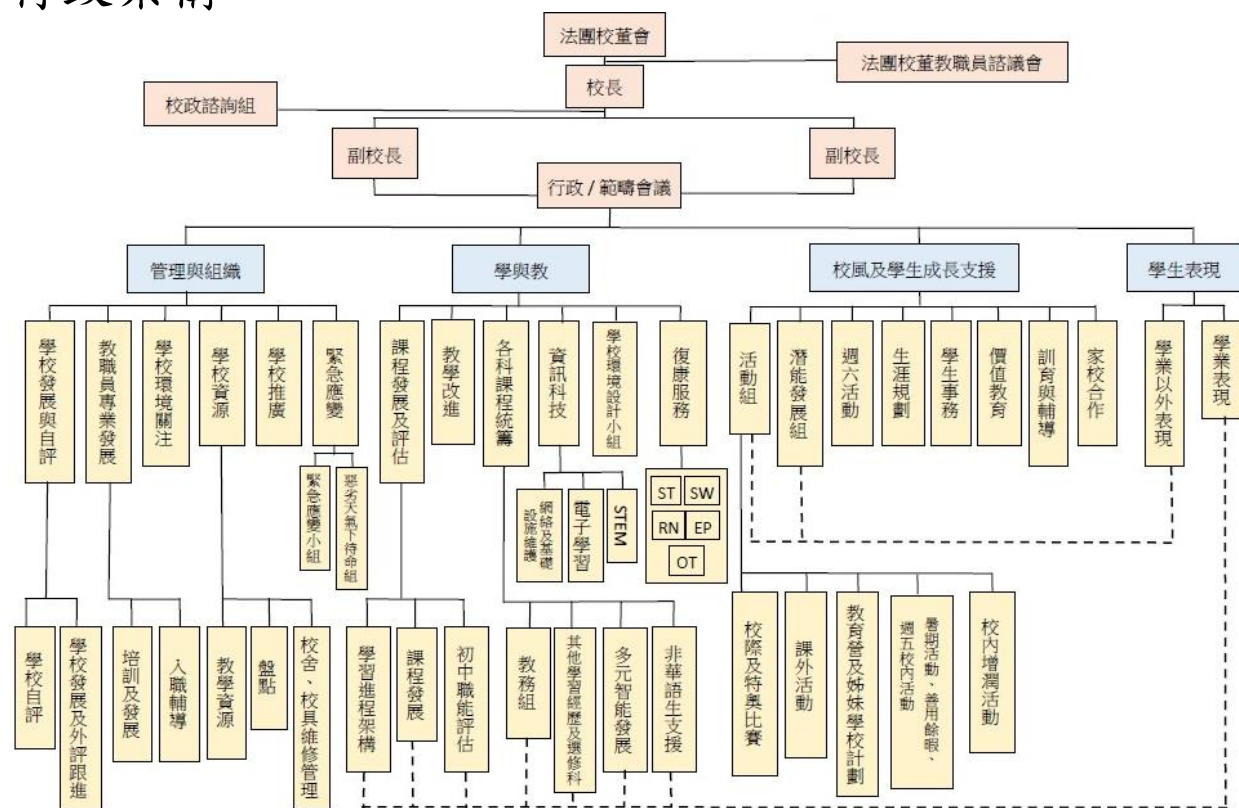 行政架構
法團校董會
法團校董教職員諮議會
校長
校政諮詢組
副校長
副校長
行政 / 範疇會議
管理與組織
學與教
校風及學生成長支援
學生表現
學校發展與自評
教職員專業發展
學校環境關注
學校資源
學校推廣
緊急應變
課程發展及評估
教學改進
各科課程統籌
資訊科技
學校環境設計小組
復康服務
活動組
潛能發展組
週六活動
生涯規劃
學生事務
價值教育
訓育與輔導
家校合作
學業以外表現
學業表現
緊急應變小組
惡劣天氣下待命組
網絡及基礎
設施維護
電子學習
STEM
ST
SW
RN
EP
OT
學校自評
學校發展及外評跟進
培訓及發展
入職輔導
教學資源
盤點
校舍、校具維修管理
學習進程架構
課程發展
初中職能評估
教務組
其他學習經歷及選修科
多元智能發展
非華語生支援
校際及特奧比賽
課外活動
教育營及姊妹學校計劃
暑期活動、善用餘暇、
週五校內活動
校內增潤活動